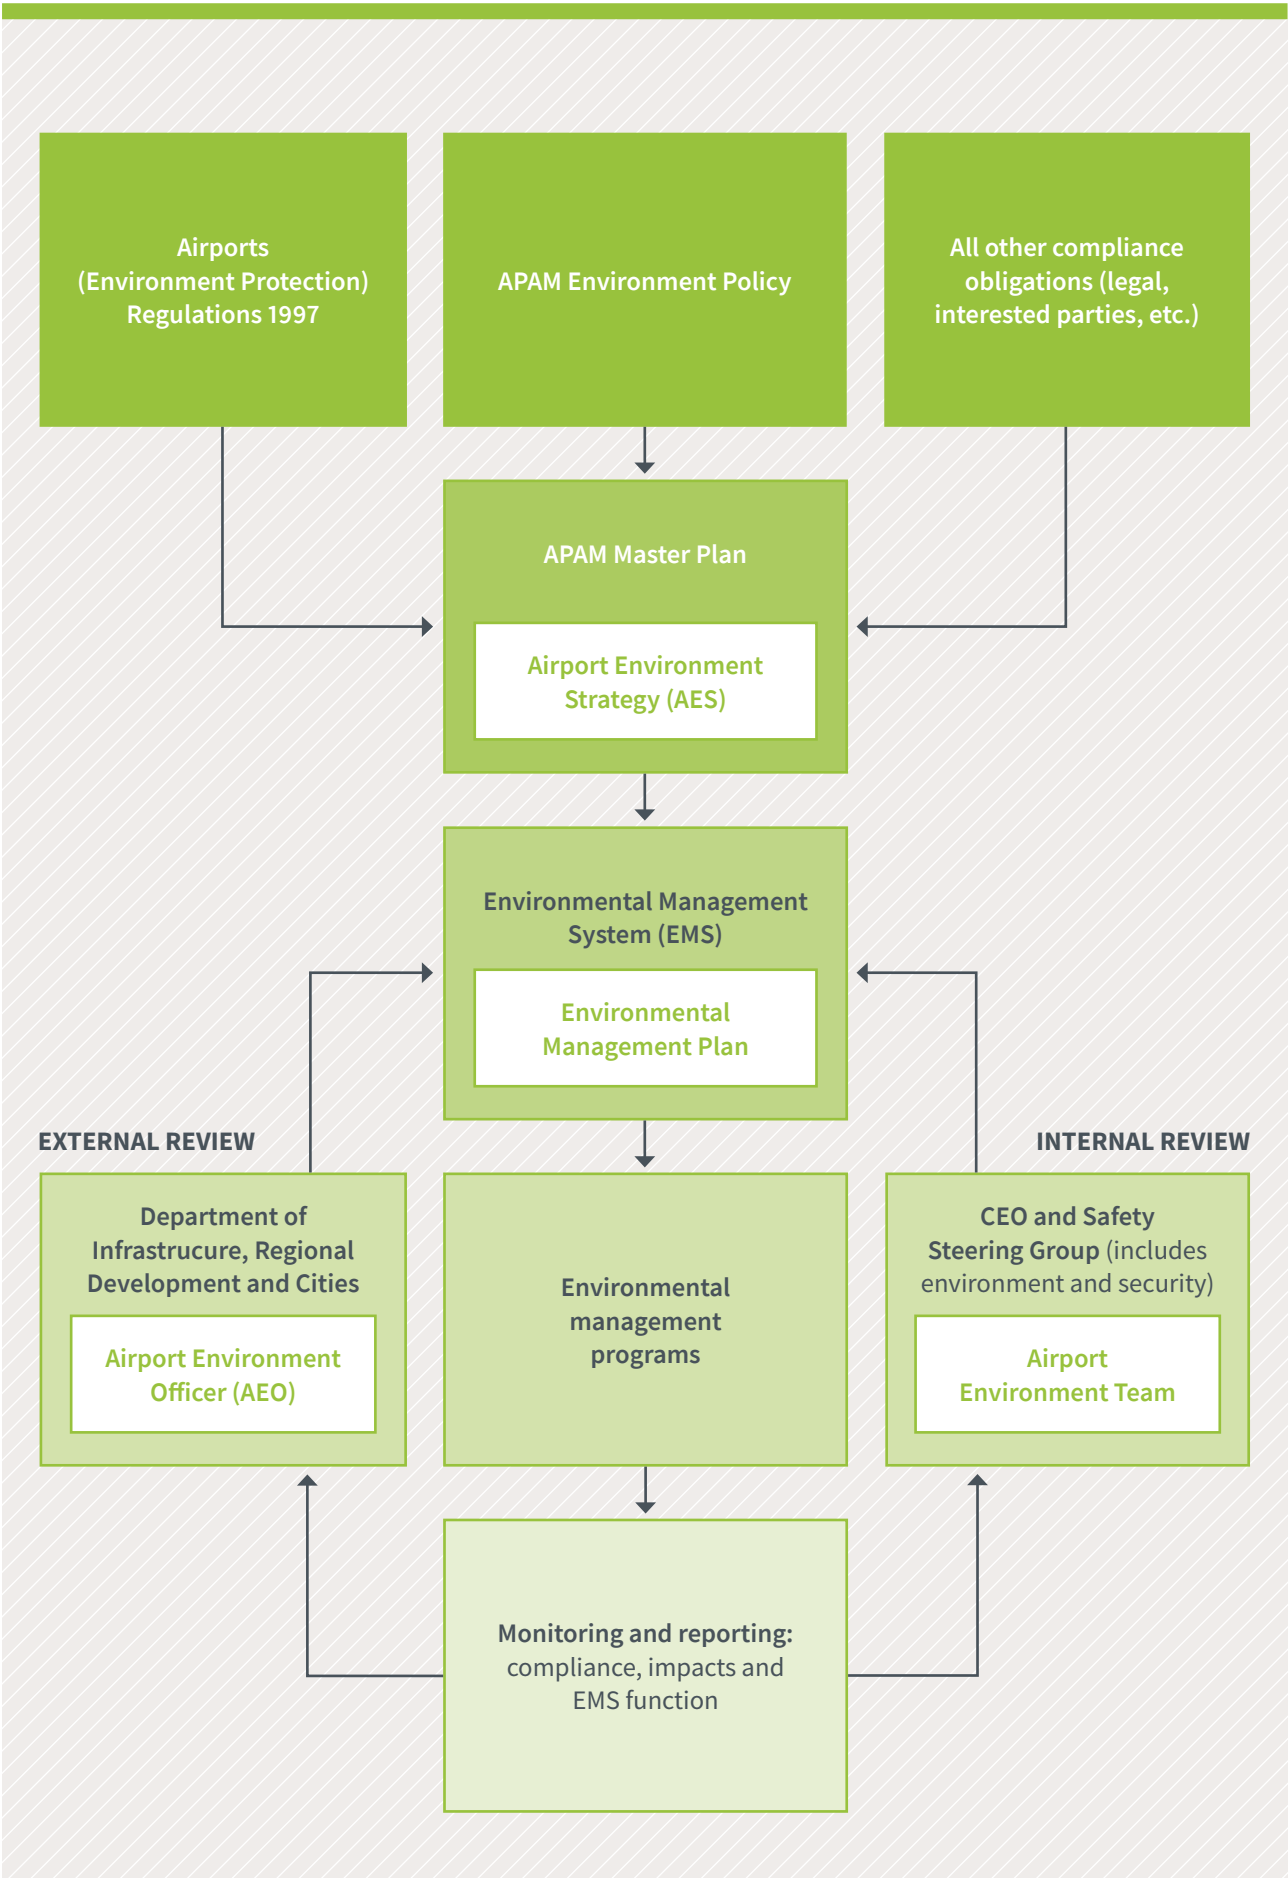 Airports
(Environment Protection)
Regulations 1997
APAM Environment Policy
All other compliance
obligations (legal,
interested parties, etc.)
APAM Master Plan
Airport Environment
Strategy (AES)
Environmental Management
System (EMS)
Environmental
Management Plan
EXTERNAL REVIEW
INTERNAL REVIEW
Department of
Infrastrucure, Regional
Development and Cities
Airport Environment
Officer (AEO)
Environmental
management
programs
CEO and Safety
Steering Group (includes
environment and security)
Airport
Environment Team
Monitoring and reporting:
compliance, impacts and
EMS function